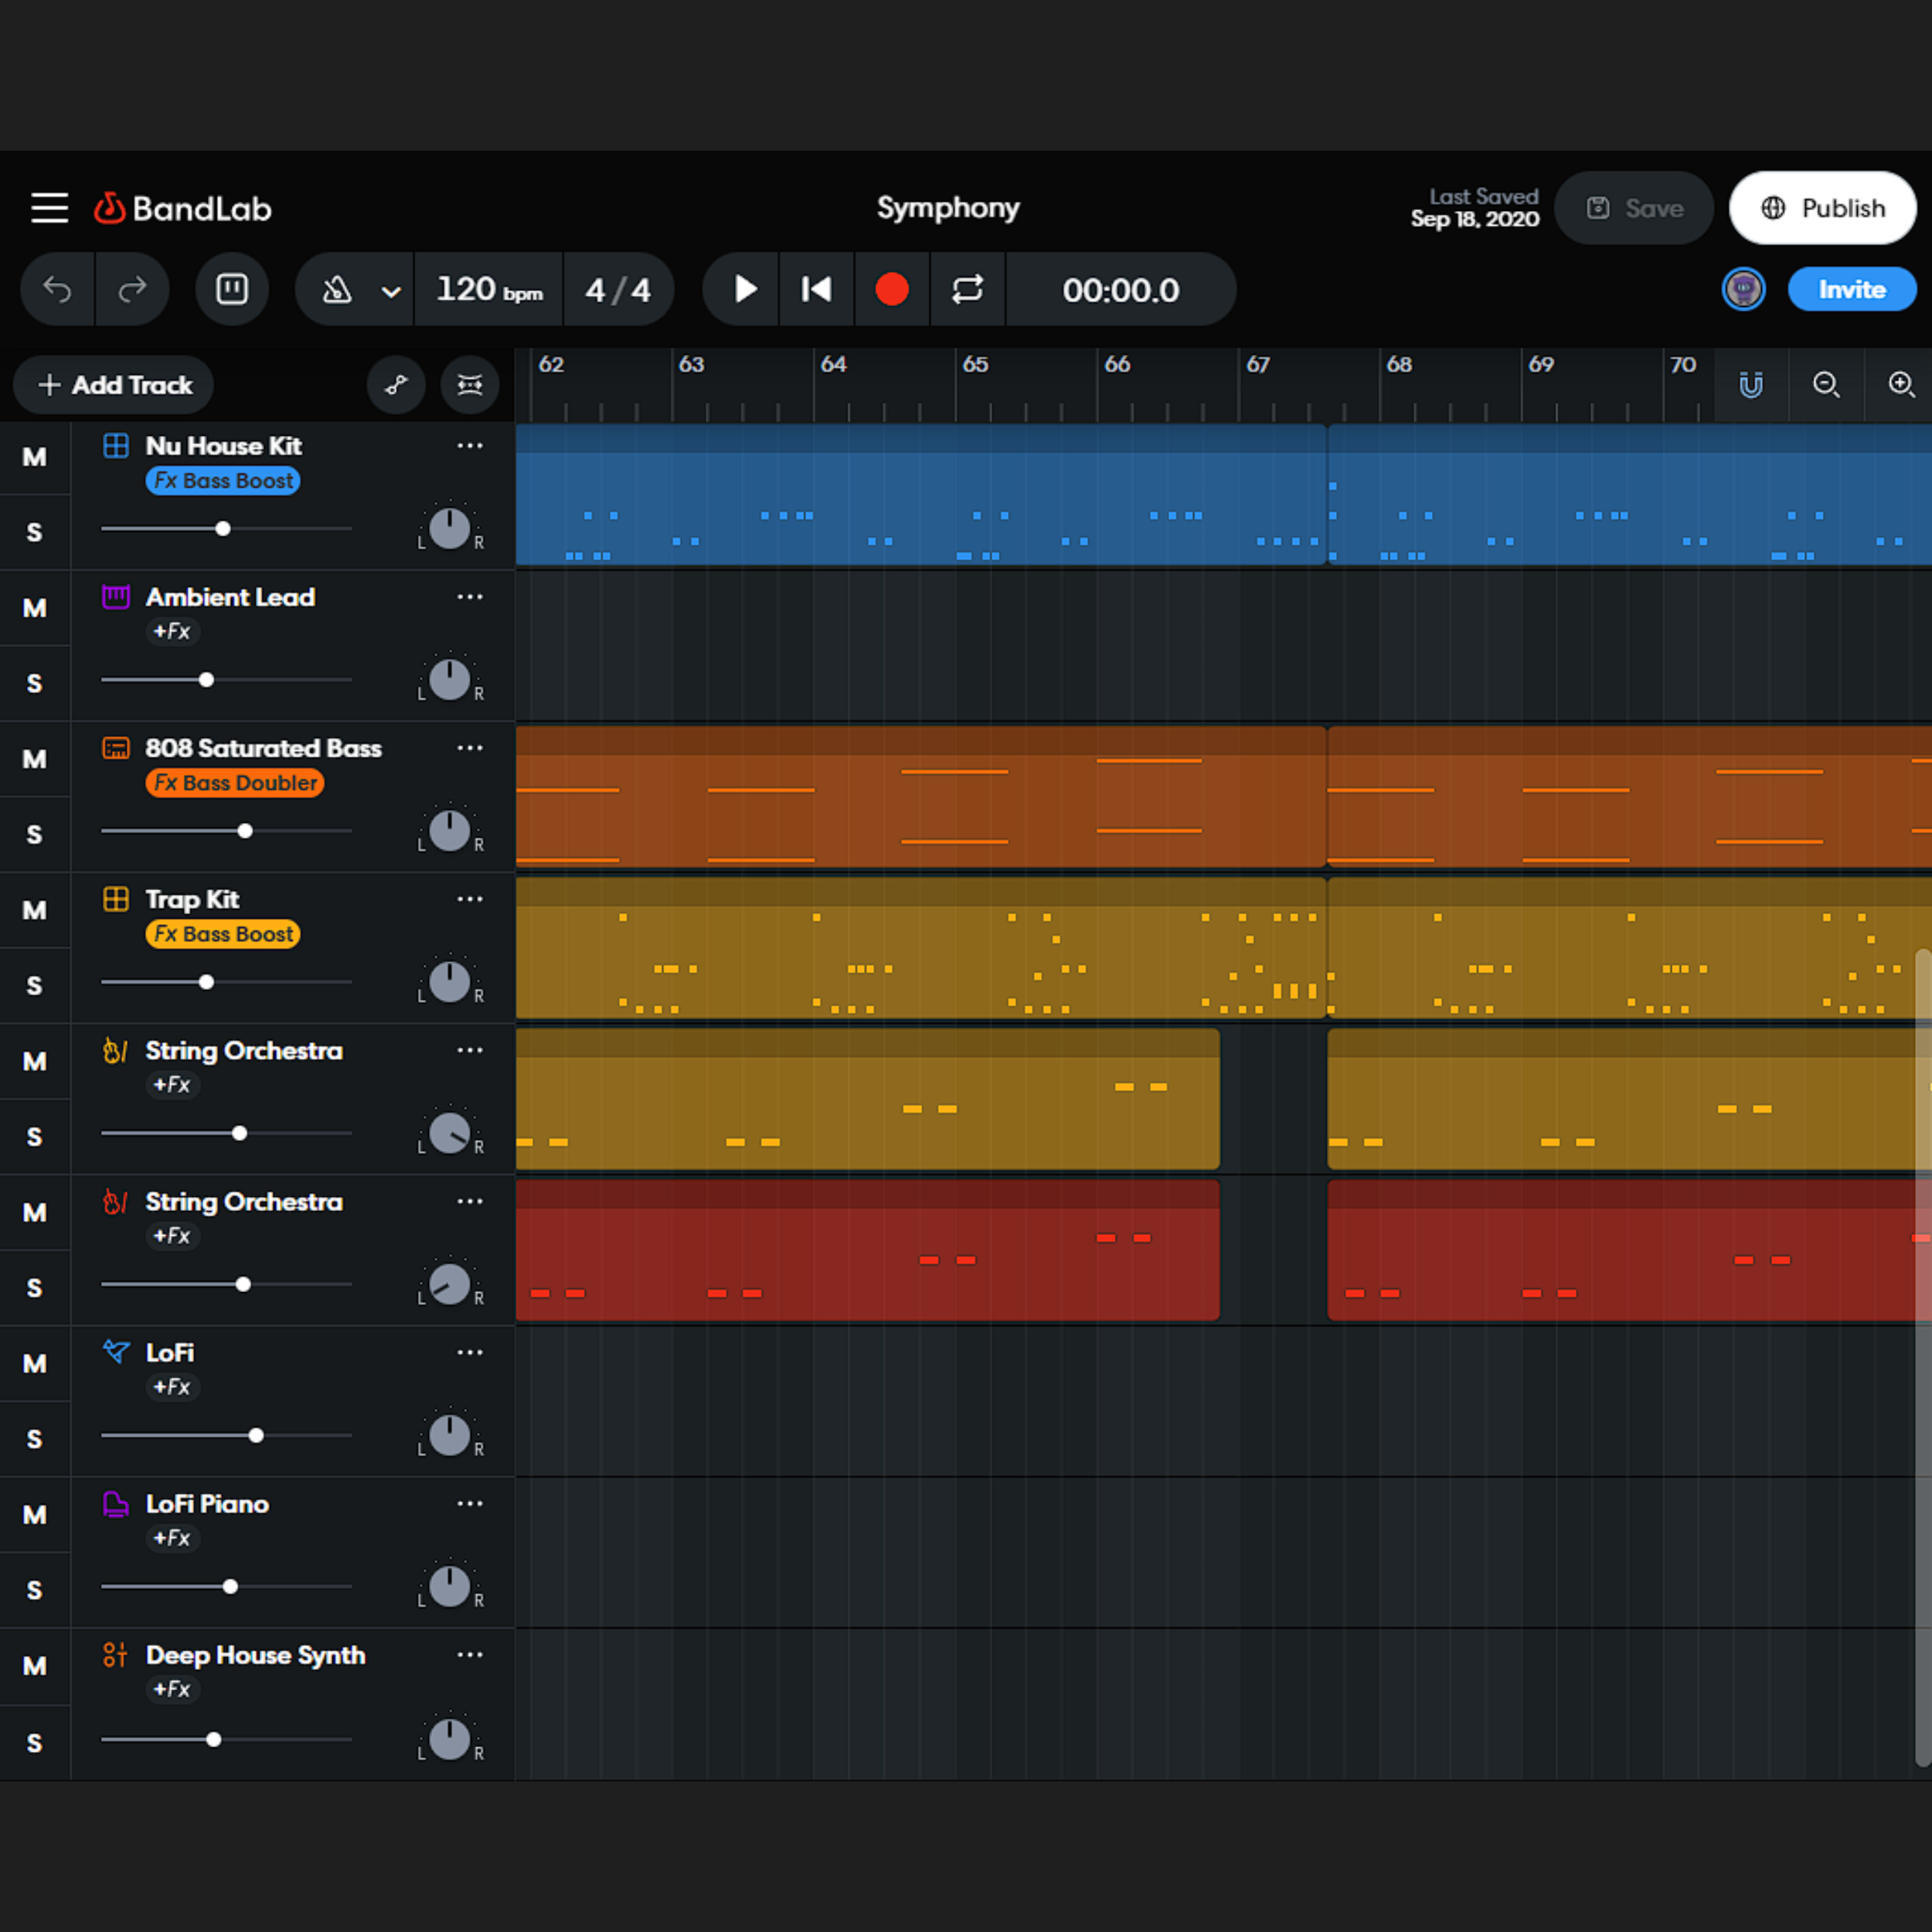 BandLab
Symphony
Last Saved
Sep 18, 2020
Save
Publish
120 bpm
4 / 4
00:00.0
Invite
+ Add Track
62 63 64 65 66 67 68 69 70
M
Nu House Kit
Fx Bass Boost
S
L R
M
Ambient Lead
+Fx
S
L R
M
808 Saturated Bass
Fx Bass Doubler
S
L R
M
Trap Kit
Fx Bass Boost
S
L R
M
String Orchestra
+Fx
S
L R
M
String Orchestra
+Fx
S
L R
M
LoFi
+Fx
S
L R
M
LoFi Piano
+Fx
S
L R
M
Deep House Synth
+Fx
S
L R